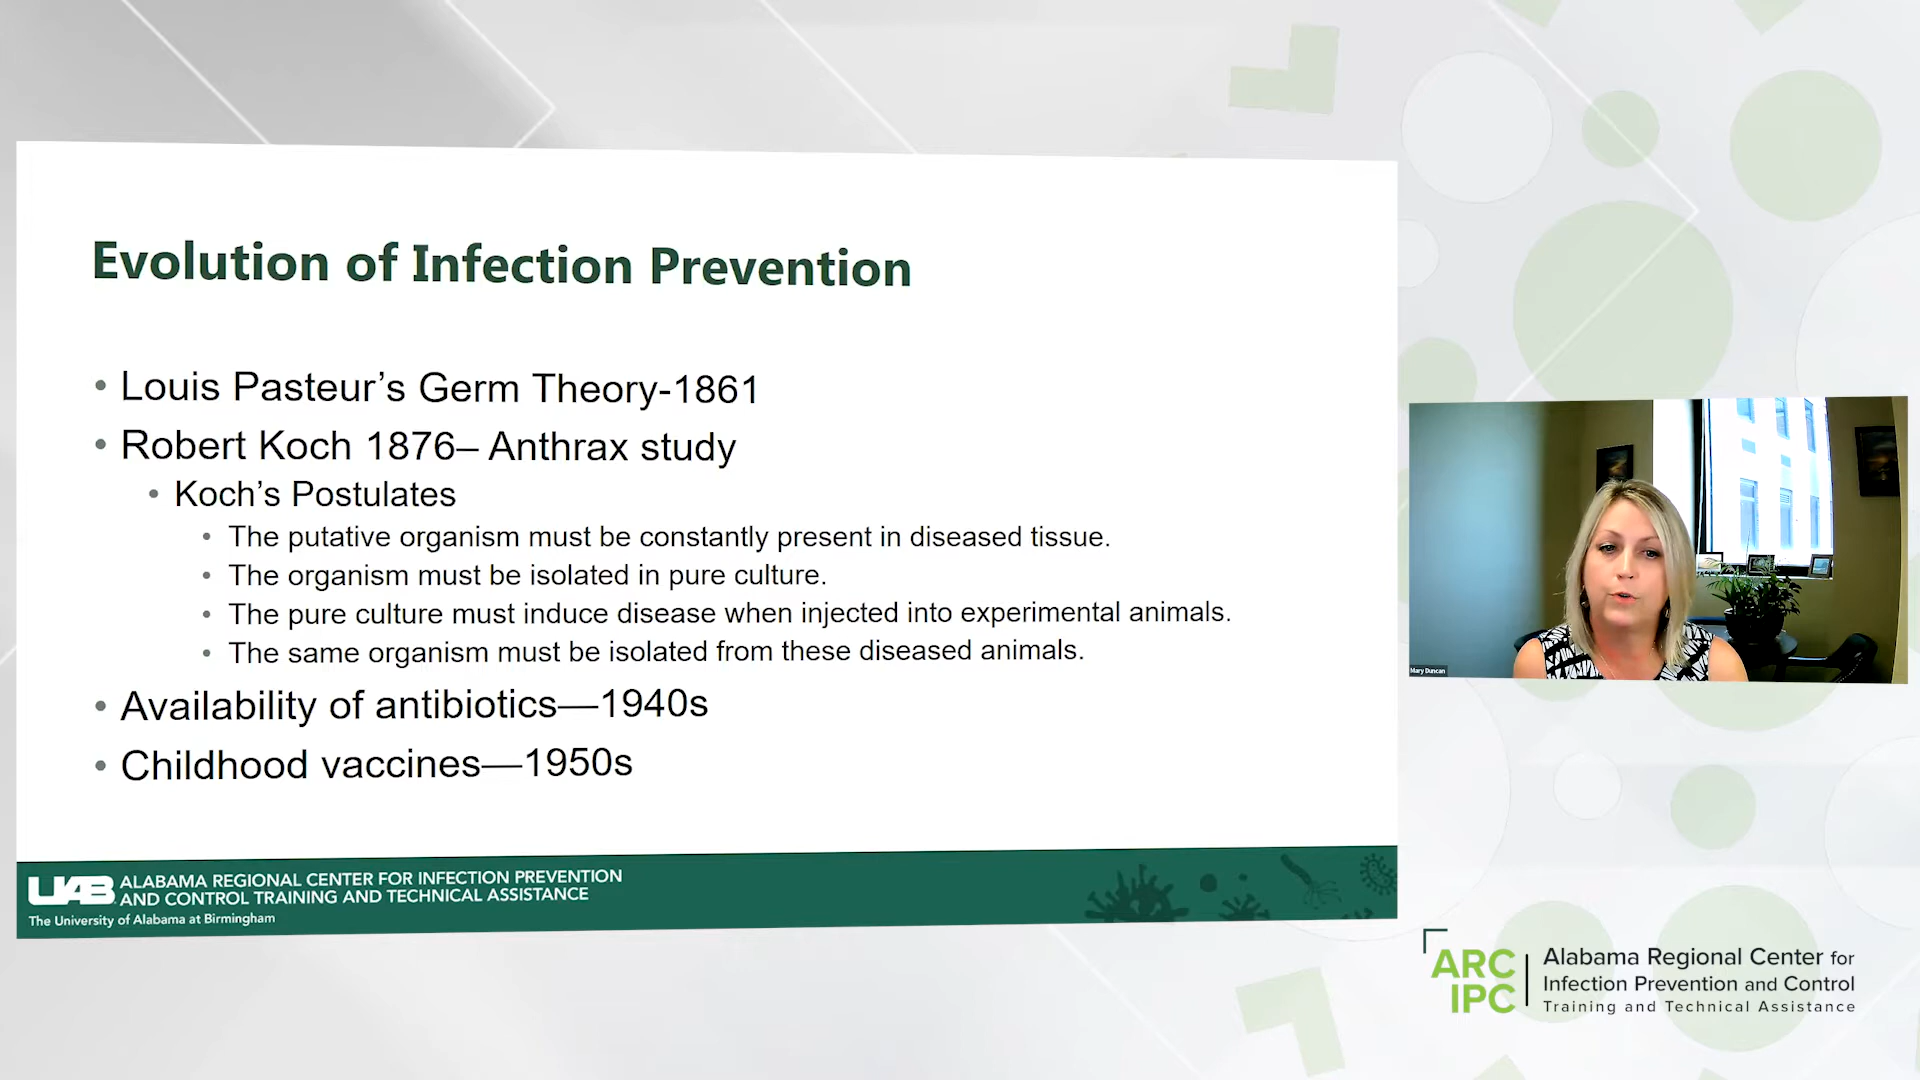 Evolution of Infection Prevention
• Louis Pasteur’s Germ Theory-1861
• Robert Koch 1876– Anthrax study
• Koch’s Postulates
• The putative organism must be constantly present in diseased tissue.
• The organism must be isolated in pure culture.
• The pure culture must induce disease when injected into experimental animals.
• The same organism must be isolated from these diseased animals.
• Availability of antibiotics—1940s
• Childhood vaccines—1950s
UAB ALABAMA REGIONAL CENTER FOR INFECTION PREVENTION
AND CONTROL TRAINING AND TECHNICAL ASSISTANCE
The University of Alabama at Birmingham
Mary Duncan
ARC
IPC
Alabama Regional Center for
Infection Prevention and Control
Training and Technical Assistance